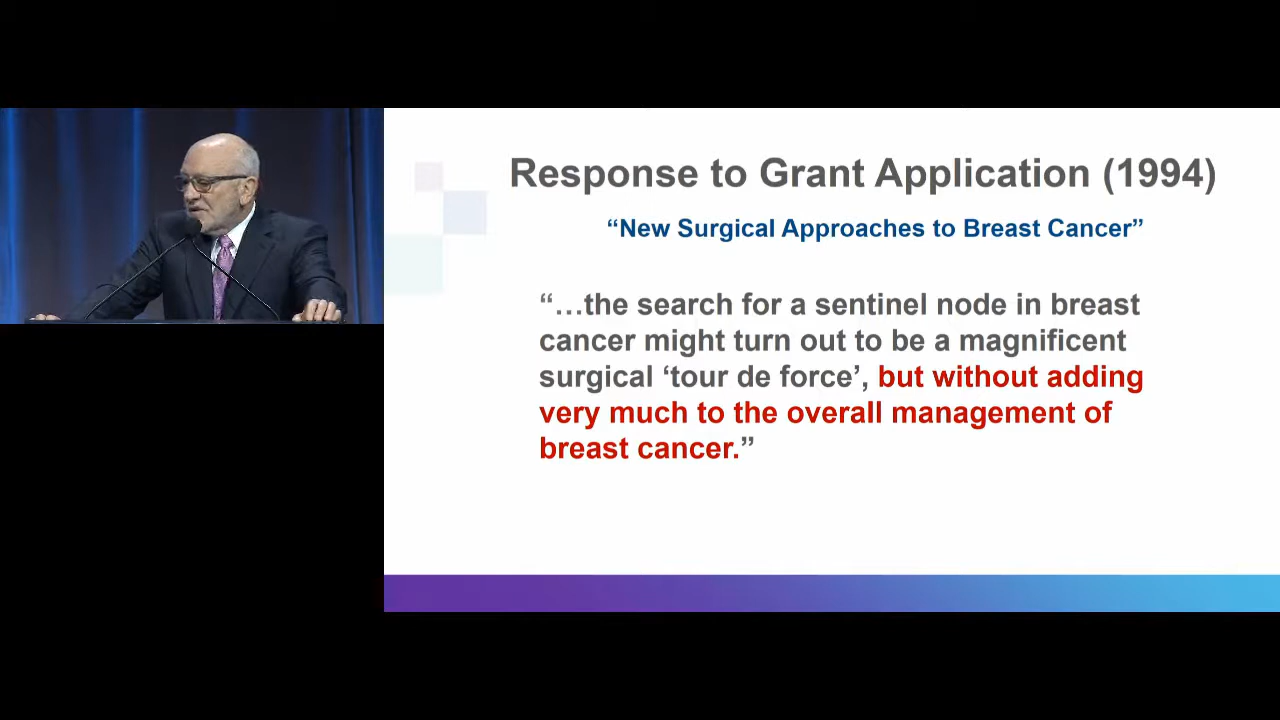 Response to Grant Application (1994)
“New Surgical Approaches to Breast Cancer”
“…the search for a sentinel node in breast
cancer might turn out to be a magnificent
surgical ‘tour de force’, but without adding
very much to the overall management of
breast cancer.”